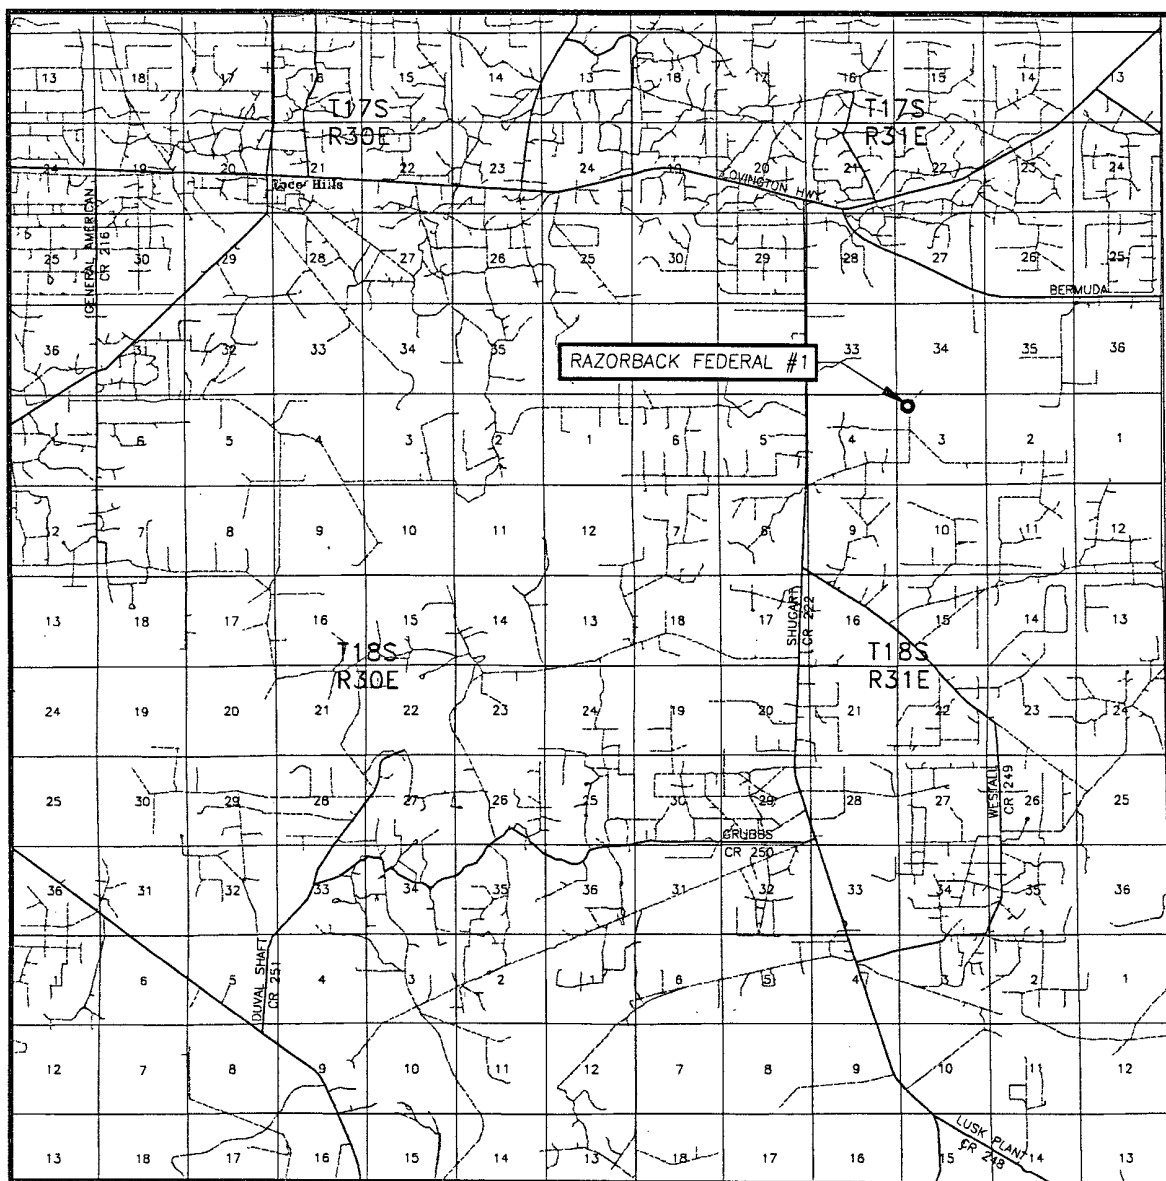 13 18 17 16 15 14 13 18 17 16 15 14 13
T17S T17S
R30E R31E
24 19 20 21 22 23 24 19 20 21 22 23 24
Loco Hills
LOVINGTON HWY
GENERAL AMERICAN
CR 216
25 30 29 28 27 26 25 30 29 28 27 26 25
BERMUDA
36 31 32 33 34 35 33 34 35 36
RAZORBACK FEDERAL #1
6 5 4 3 2 1 6 5 4 3 2 1
12 7 8 9 10 11 12 7 8 9 10 11 12
SHUGART
CR 222
13 18 17 16 15 14 13 18 17 16 15 14 13
T18S T18S
R30E R31E
24 19 20 21 22 23 24 19 20 21 22 23 24
25 30 29 28 27 26 25 30 29 28 27 26 25
WESTALL
CR 249
GRUBBS
CR 250
36 31 32 33 34 35 36 31 32 33 34 35 36
DUVAL SHAFT
CR 251
1 6 5 4 3 2 1 6 5 4 3 2 1
12 7 8 9 10 11 12 7 8 9 10 11 12
LUSK PLANT
CR 248
13 18 17 16 15 14 13 18 17 16 15 14 13